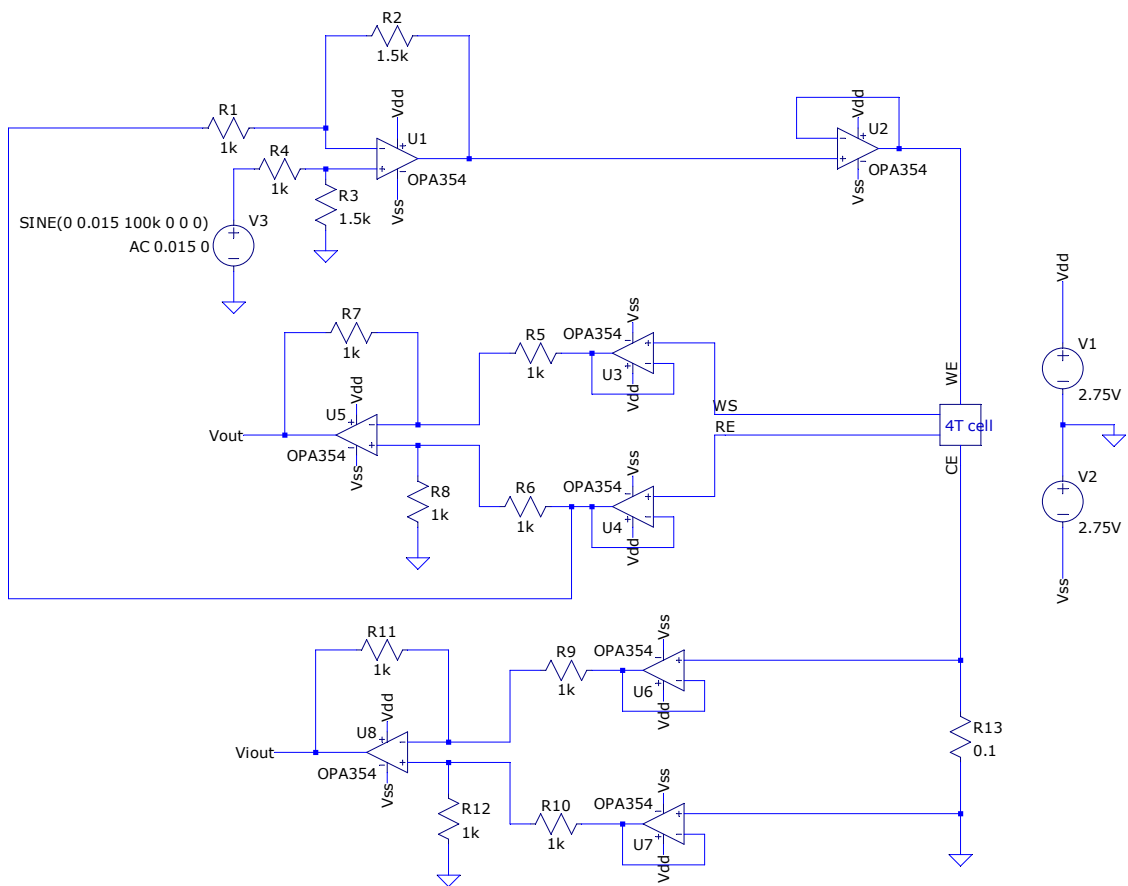 R2
1.5k
Vdd
R1
1k
U1
OPA354
Vss
R4
1k
R3
1.5k
SINE(0 0.015 100k 0 0 0)
AC 0.015 0
V3
Vdd
U2
OPA354
Vss
R7
1k
R5
1k
OPA354
Vss
U3
Vdd
WE
Vdd
V1
2.75V
U5
Vdd
Vout
OPA354
Vss
WS
RE
4T cell
CE
R8
1k
R6
1k
OPA354
Vss
U4
Vdd
V2
2.75V
Vss
R11
1k
R9
1k
OPA354
Vss
U6
Vdd
U8
Vdd
Viout
OPA354
Vss
R13
0.1
R12
1k
R10
1k
OPA354
Vss
U7
Vdd